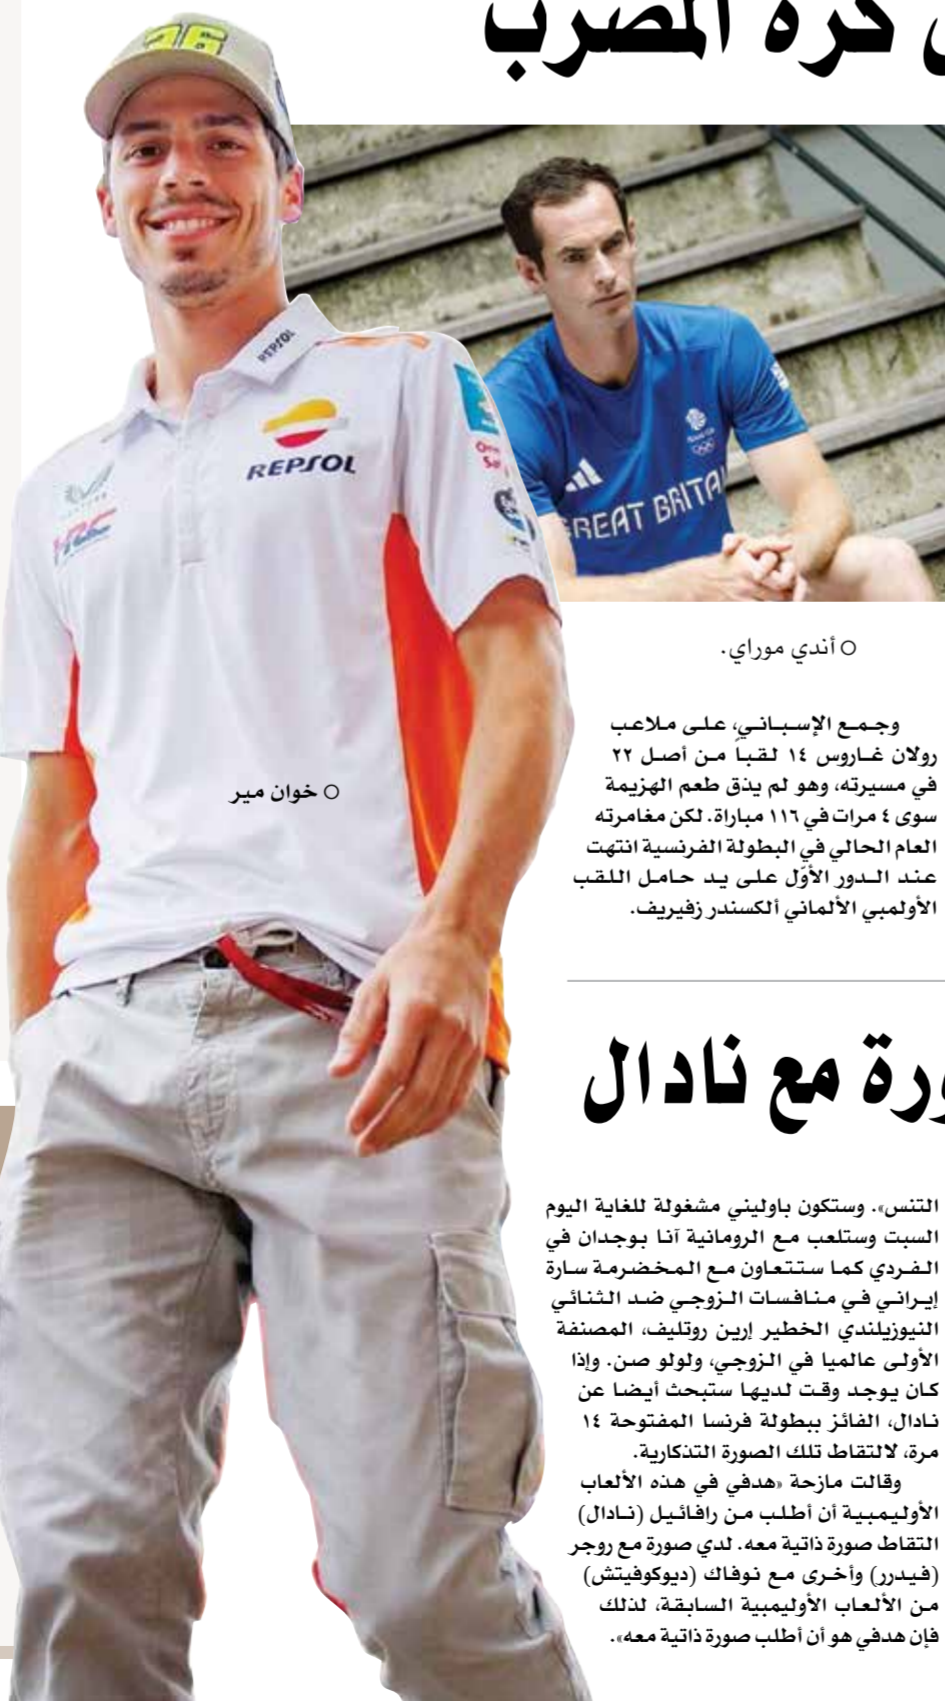 كرة المضرب
36
REPSOL
REPSOL
HRC
GREAT BRITAI
○ أندي موراي.
○ خوان مير
وجمع الإسباني، على ملاعب
رولان غاروس ١٤ لقباً من أصل ٢٢
في مسيرته، وهو لم يذق طعم الهزيمة
سوى ٤ مرات في ١١٦ مباراة. لكن مغامرته
العام الحالي في البطولة الفرنسية انتهت
عند الدور الأوّل على يد حامل اللقب
الأولمبي الألماني ألكسندر زفيريف.
ورة مع نادال
التنس». وستكون باوليني مشغولة للغاية اليوم
السبت وستلعب مع الرومانية آنا بوجدان في
الفردي كما ستتعاون مع المخضرمة سارة
إيراني في منافسات الزوجي ضد الثنائي
النيوزيلندي الخطير إرين روتليف، المصنفة
الأولى عالميا في الزوجي، ولولو صن. وإذا
كان يوجد وقت لديها ستبحث أيضا عن
نادال، الفائز ببطولة فرنسا المفتوحة ١٤
مرة، لالتقاط تلك الصورة التذكارية.
وقالت مازحة «هدفي في هذه الألعاب
الأوليمبية أن أطلب من رافائيل (نادال)
التقاط صورة ذاتية معه. لدي صورة مع روجر
(فيدرر) وأخرى مع نوفاك (ديوكوفيتش)
من الألعاب الأوليمبية السابقة، لذلك
فإن هدفي هو أن أطلب صورة ذاتية معه».